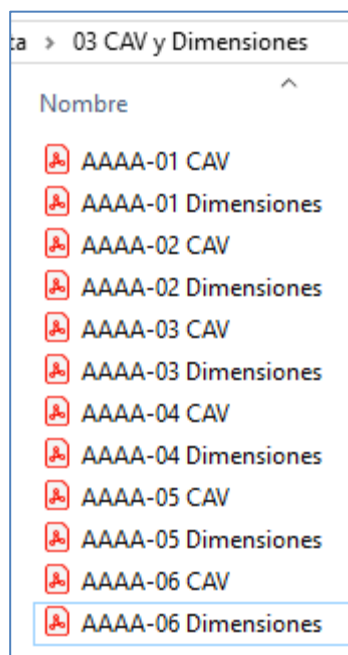 ta > 03 CAV y Dimensiones
Nombre
AAAA-01 CAV
AAAA-01 Dimensiones
AAAA-02 CAV
AAAA-02 Dimensiones
AAAA-03 CAV
AAAA-03 Dimensiones
AAAA-04 CAV
AAAA-04 Dimensiones
AAAA-05 CAV
AAAA-05 Dimensiones
AAAA-06 CAV
AAAA-06 Dimensiones